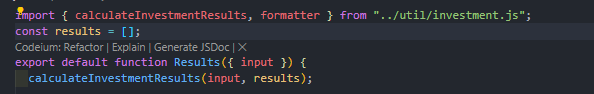 import { calculateInvestmentResults, formatter } from "../util/investment.js";
const results = [];
Codeium: Refactor | Explain | Generate JSDoc | ×
export default function Results({ input }) {
  calculateInvestmentResults(input, results);